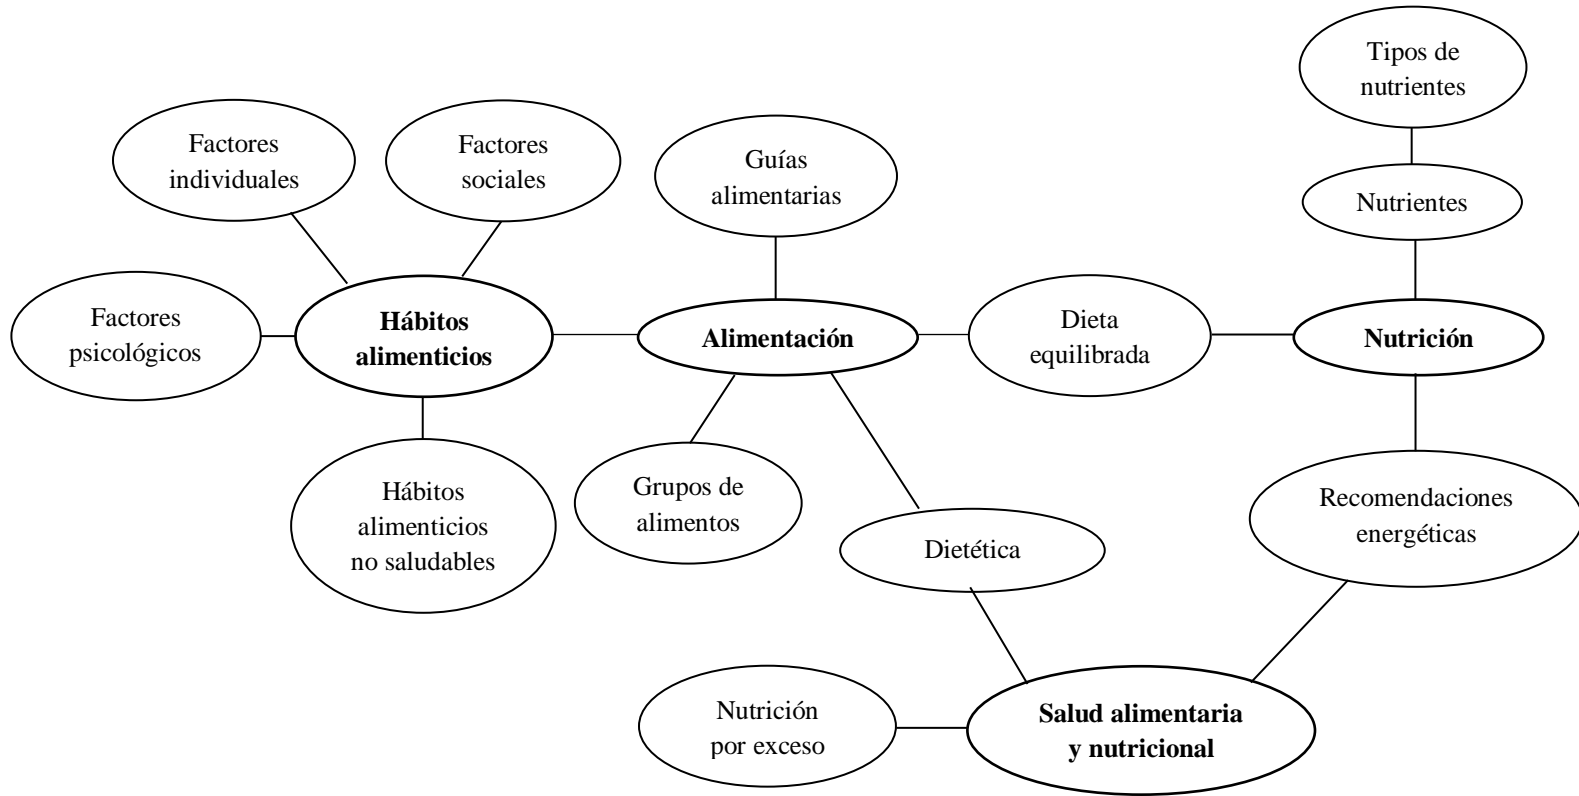 Tipos de
nutrientes
Factores
individuales
Factores
sociales
Guías
alimentarias
Nutrientes
Factores
psicológicos
Hábitos
alimenticios
Alimentación
Dieta
equilibrada
Nutrición
Hábitos
alimenticios
no saludables
Grupos de
alimentos
Dietética
Recomendaciones
energéticas
Nutrición
por exceso
Salud alimentaria
y nutricional